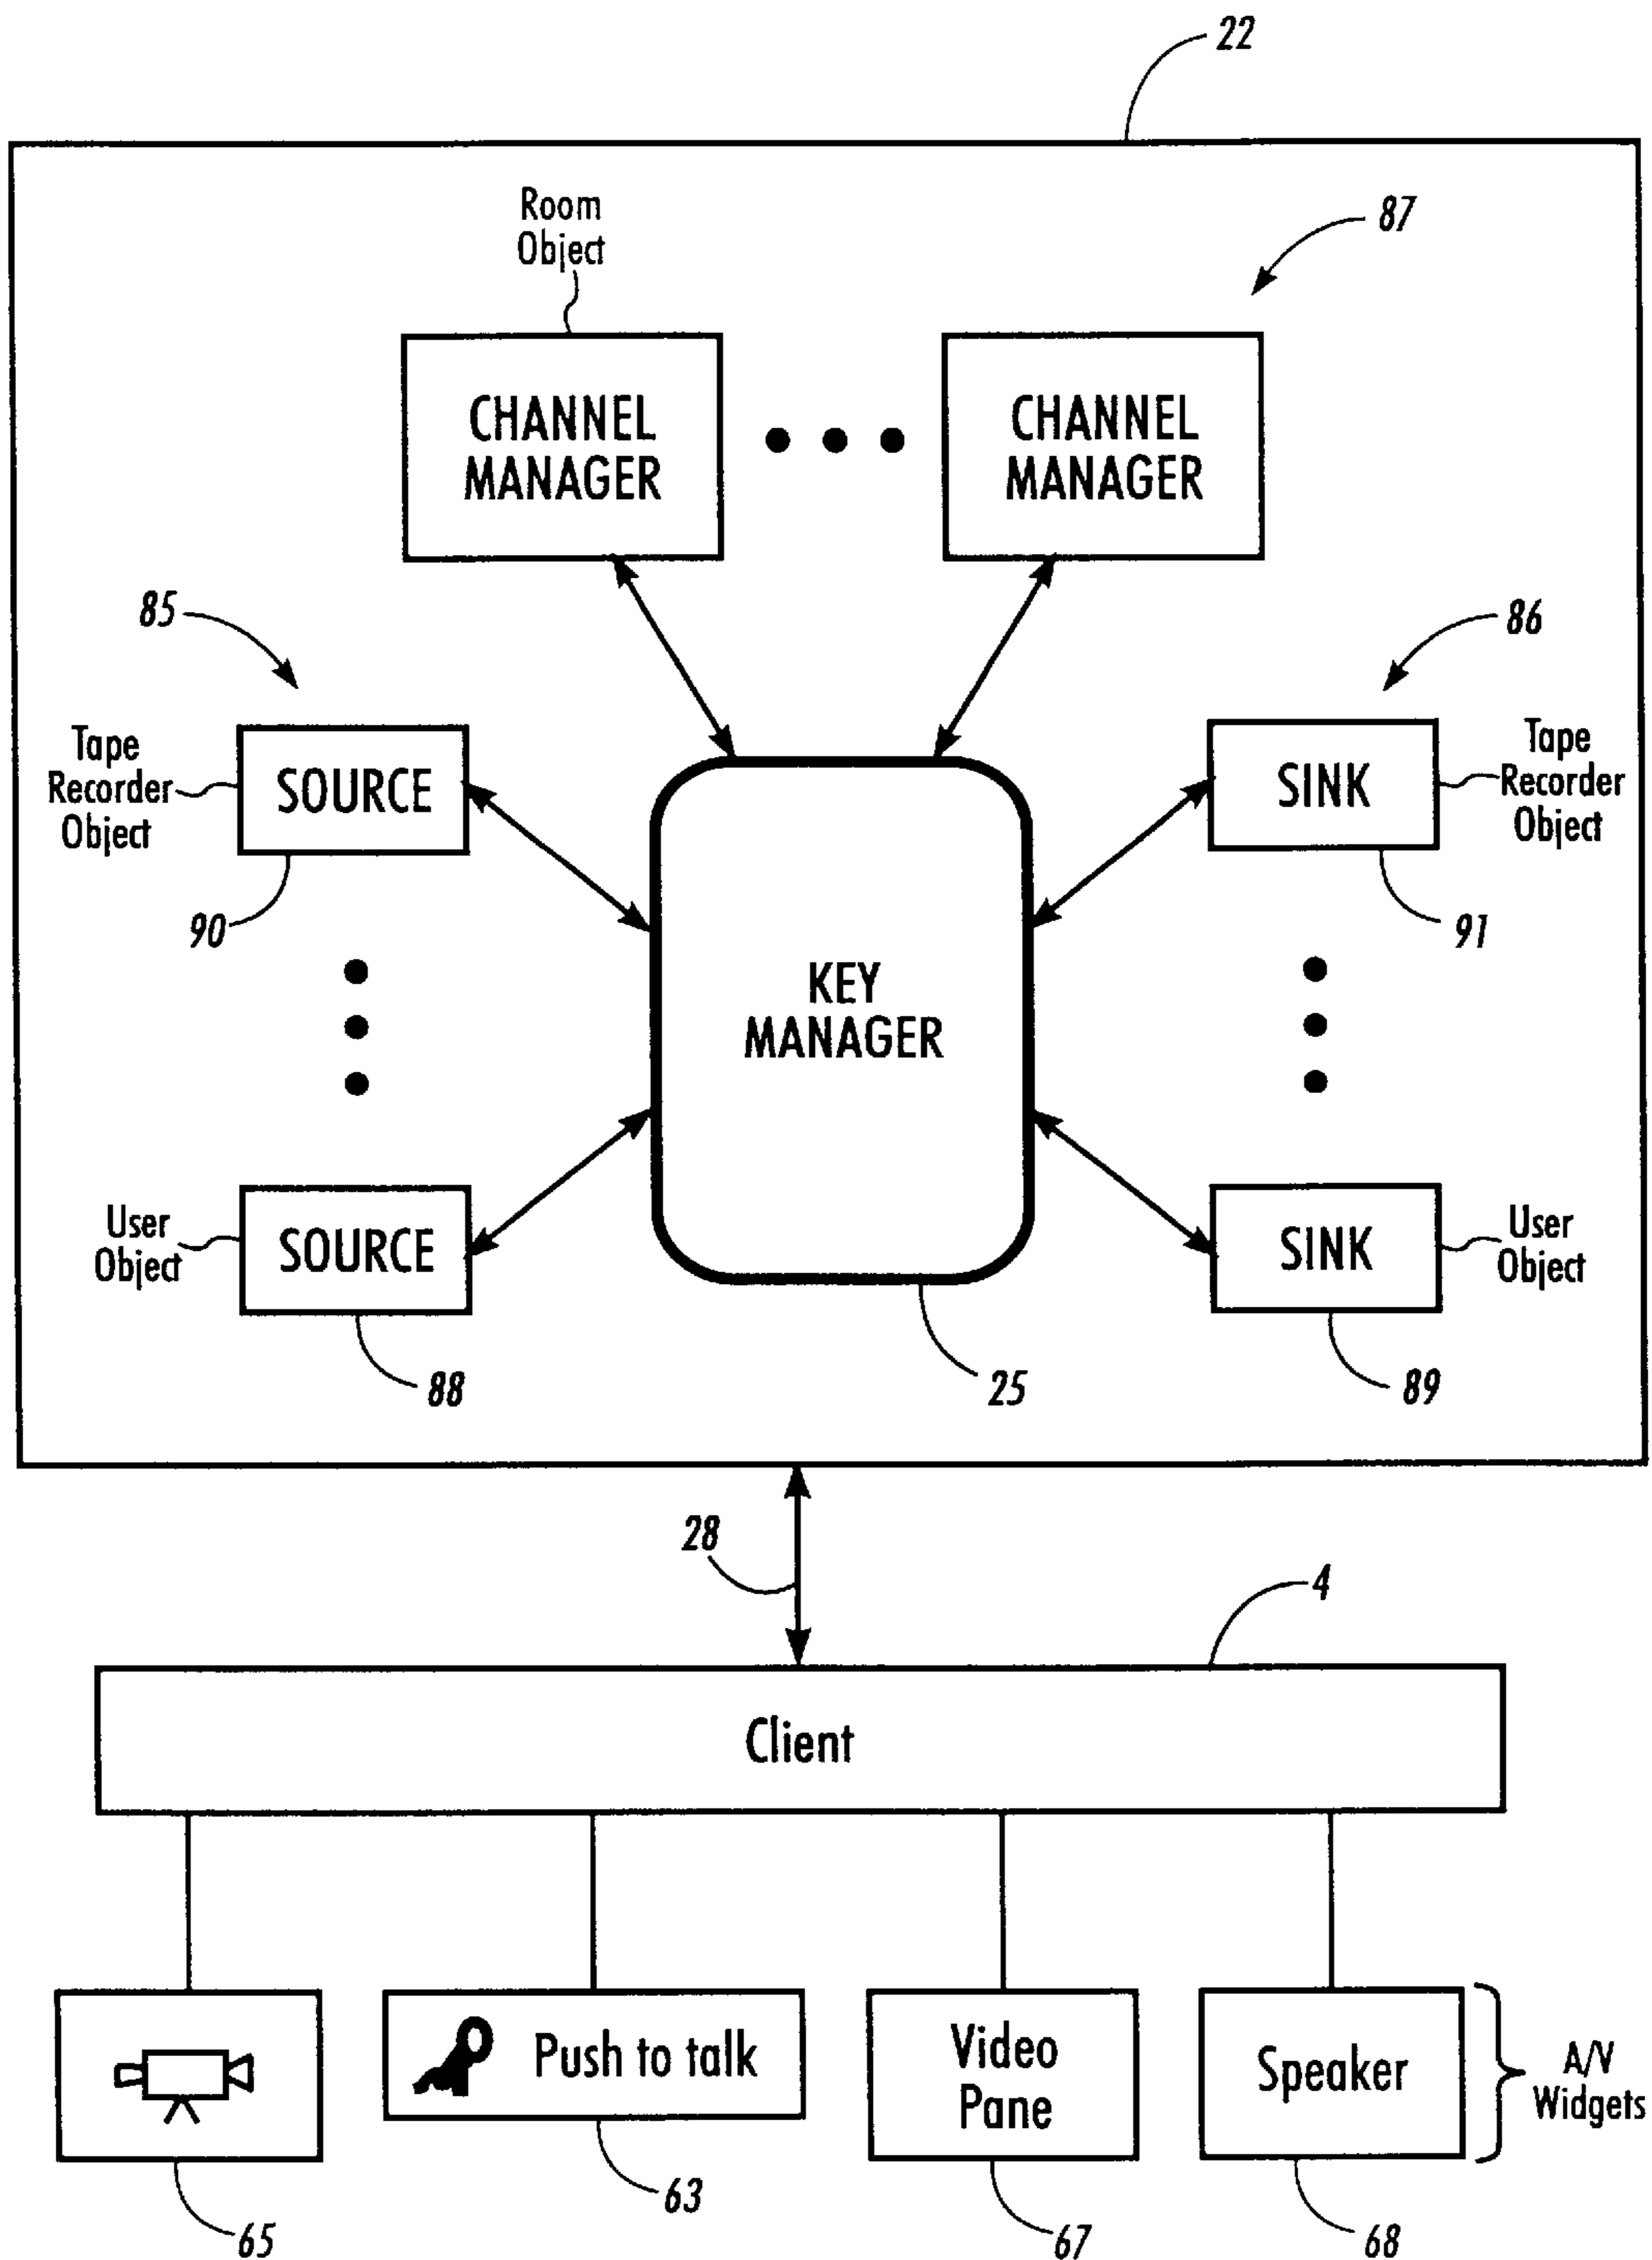 22
Room
Object
87
CHANNEL
MANAGER
CHANNEL
MANAGER
85
86
Tape
Recorder
Object
SOURCE
SINK
Tape
Recorder
Object
90
91
KEY
MANAGER
User
Object
SOURCE
SINK
User
Object
88
25
89
28
4
Client
Push to talk
Video
Pane
Speaker
A/V
Widgets
65
63
67
68